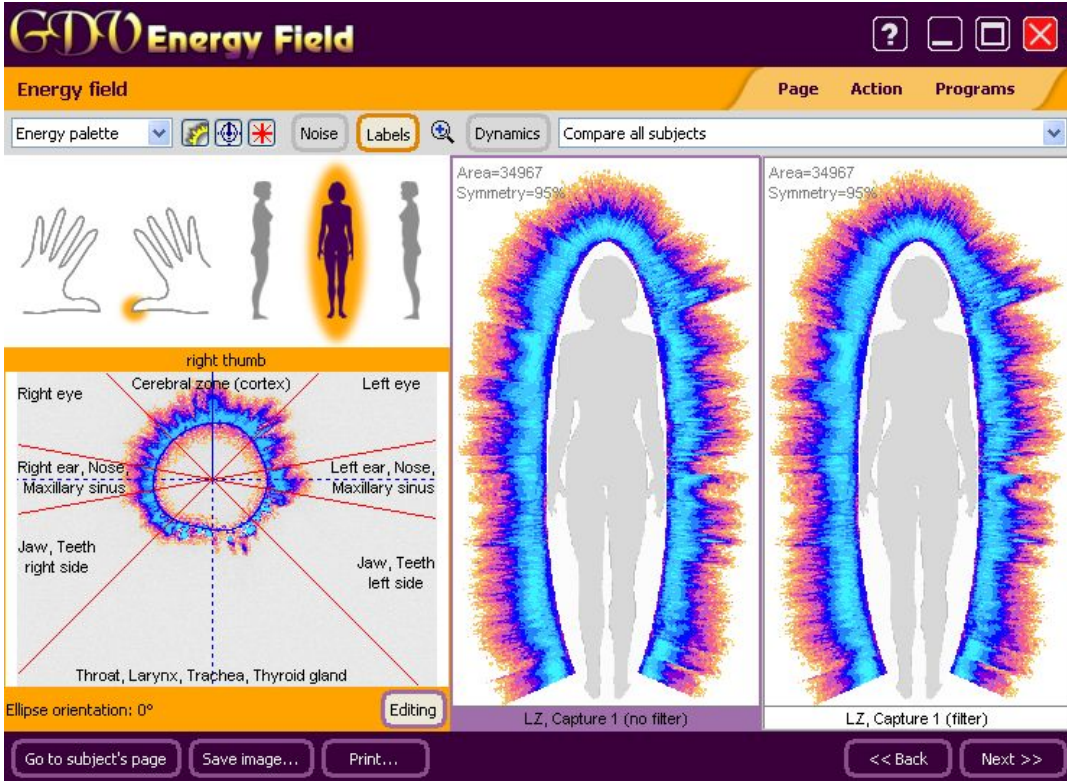 GDV Energy Field
?
Energy field
Page Action Programs
Energy palette
Noise
Labels
Dynamics
Compare all subjects
right thumb
Right eye
Cerebral zone (cortex)
Left eye
Right ear, Nose,
Maxillary sinus
Left ear, Nose,
Maxillary sinus
Jaw, Teeth
right side
Jaw, Teeth
left side
Throat, Larynx, Trachea, Thyroid gland
Ellipse orientation: 0°
Editing
Area=34967
Symmetry=95%
LZ, Capture 1 (no filter)
Area=34967
Symmetry=95%
LZ, Capture 1 (filter)
Go to subject's page
Save image...
Print...
<< Back
Next >>